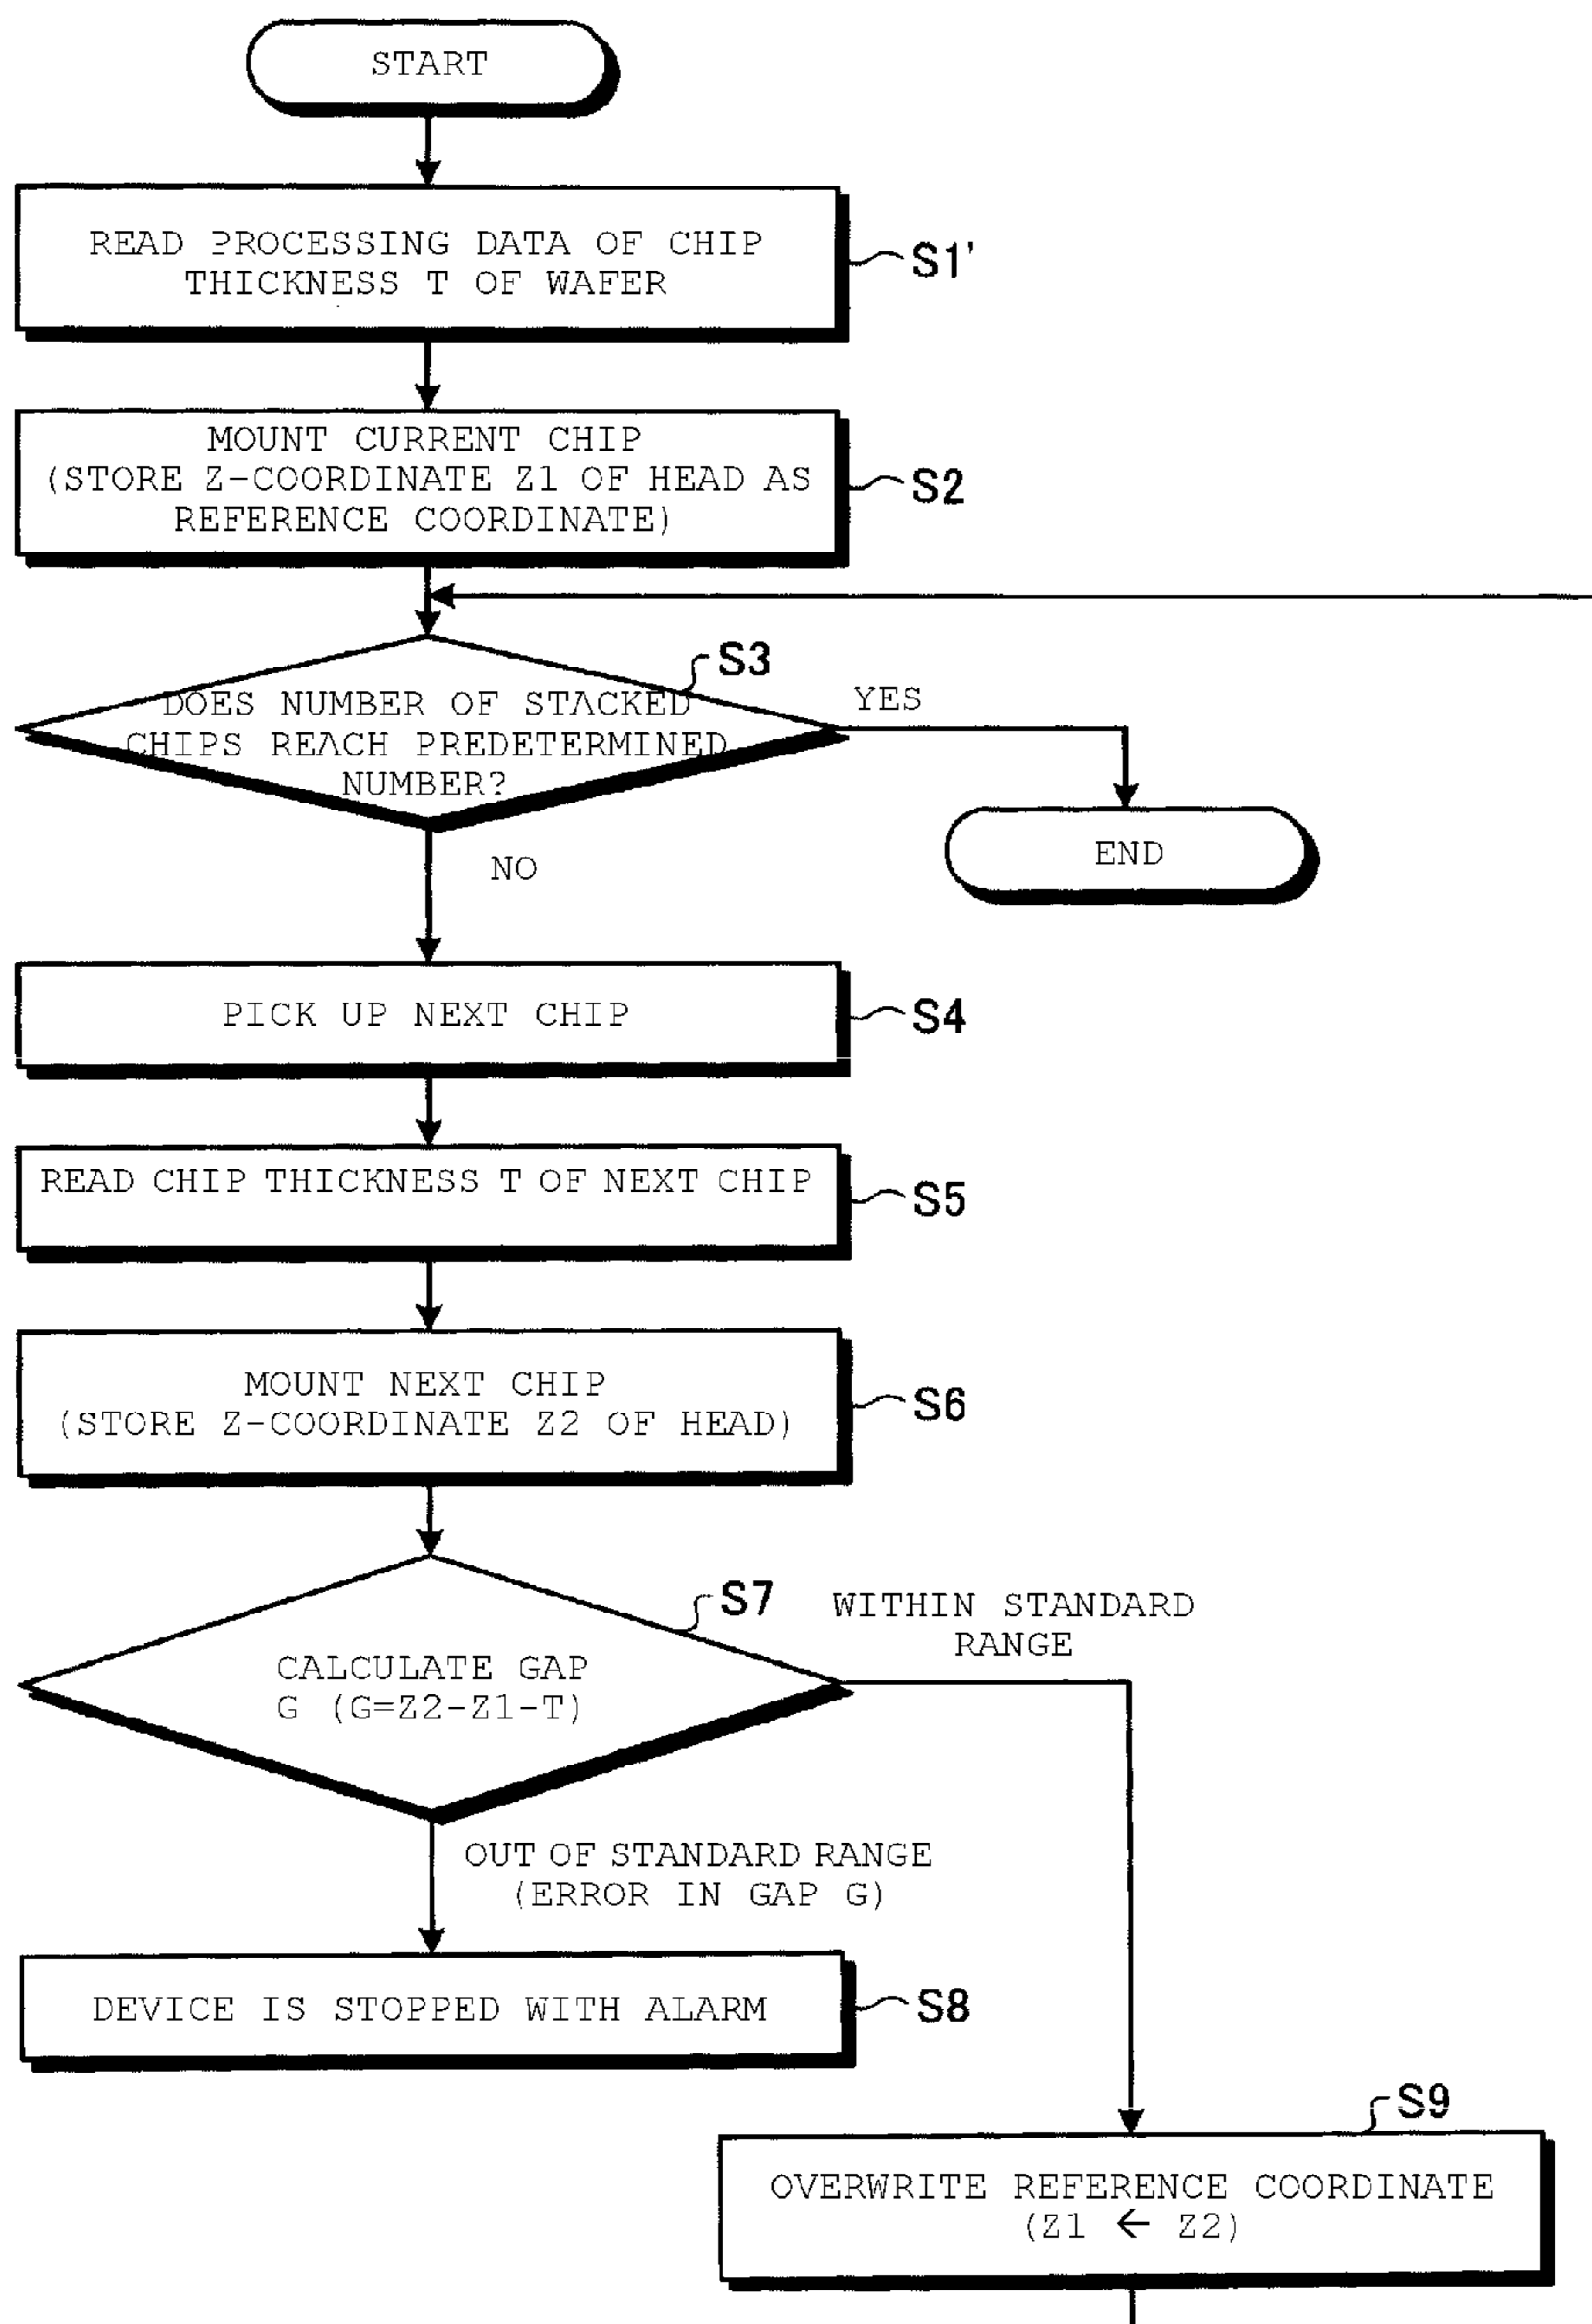 START
READ PROCESSING DATA OF CHIP
THICKNESS T OF WAFER
S1'
MOUNT CURRENT CHIP
(STORE Z-COORDINATE Z1 OF HEAD AS
REFERENCE COORDINATE)
S2
S3
DOES NUMBER OF STACKED
CHIPS REACH PREDETERMINED
NUMBER?
YES
END
NO
PICK UP NEXT CHIP
S4
READ CHIP THICKNESS T OF NEXT CHIP
S5
MOUNT NEXT CHIP
(STORE Z-COORDINATE Z2 OF HEAD)
S6
S7
WITHIN STANDARD
RANGE
CALCULATE GAP
G (G=Z2-Z1-T)
OUT OF STANDARD RANGE
(ERROR IN GAP G)
DEVICE IS STOPPED WITH ALARM
S8
S9
OVERWRITE REFERENCE COORDINATE
(Z1 ← Z2)